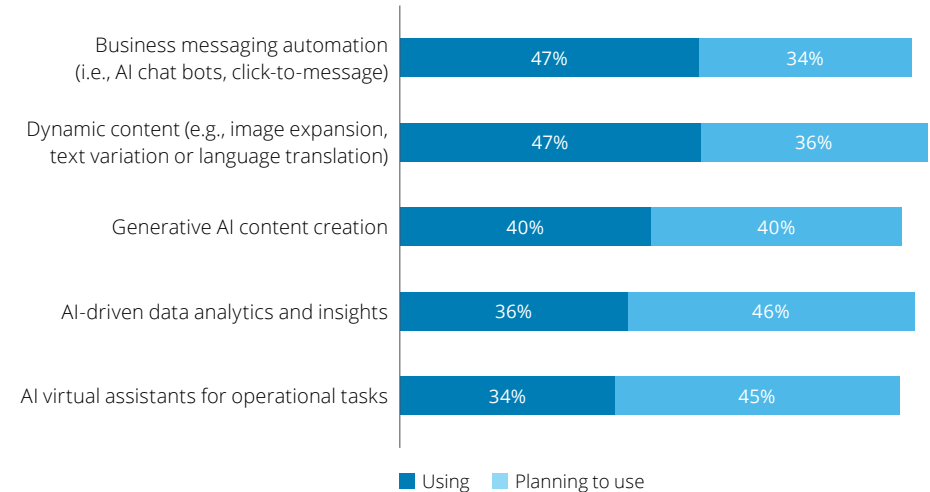 Business messaging automation
(i.e., AI chat bots, click-to-message)
47%
34%
Dynamic content (e.g., image expansion,
text variation or language translation)
47%
36%
Generative AI content creation
40%
40%
AI-driven data analytics and insights
36%
46%
AI virtual assistants for operational tasks
34%
45%
Using
Planning to use